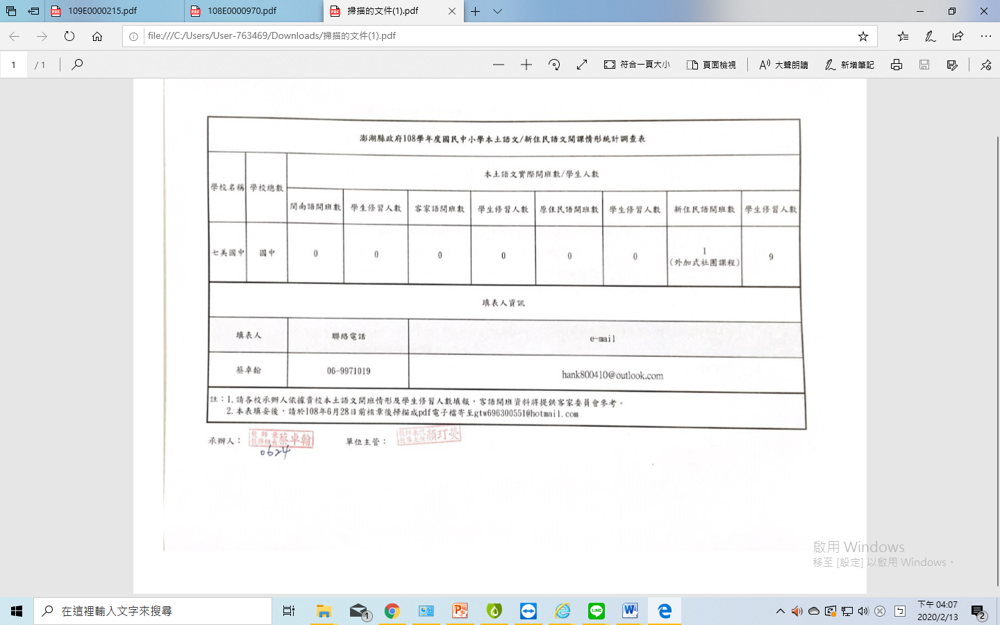 109E0000215.pdf
108E0000970.pdf
掃描的文件(1).pdf
file:///C:/Users/User-763469/Downloads/掃描的文件(1).pdf
1 / 1
符合一頁大小
頁面檢視
大聲朗讀
新增筆記
澎湖縣政府108學年度國民中小學本土語文/新住民語文開課情形統計調查表
學校名稱 學校總數 本土語文實際開班數/學生人數
閩南語開班數 學生修習人數 客家語開班數 學生修習人數 原住民語開班數 學生修習人數 新住民語開班數 學生修習人數
七美國中 國中 0 0 0 0 0 0 1 9
(外加式社團課程)
填表人資訊
填表人 聯絡電話 e-mail
蔡卓翰 06-9971019 hank800410@outlook.com
註：1.請各校承辦人依據貴校本土語文開班情形及學生修習人數填報，客語開班資料將提供客家委員會參考。
2.本表填妥後，請於108年6月28日前核章後掃描成pdf電子檔寄至gtw696300551@hotmail.com
承辦人： 蔡卓翰 單位主管：
0624
啟用 Windows
移至 [設定] 以啟用 Windows。
在這裡輸入文字來搜尋
1
下午 04:07
2020/2/13
2